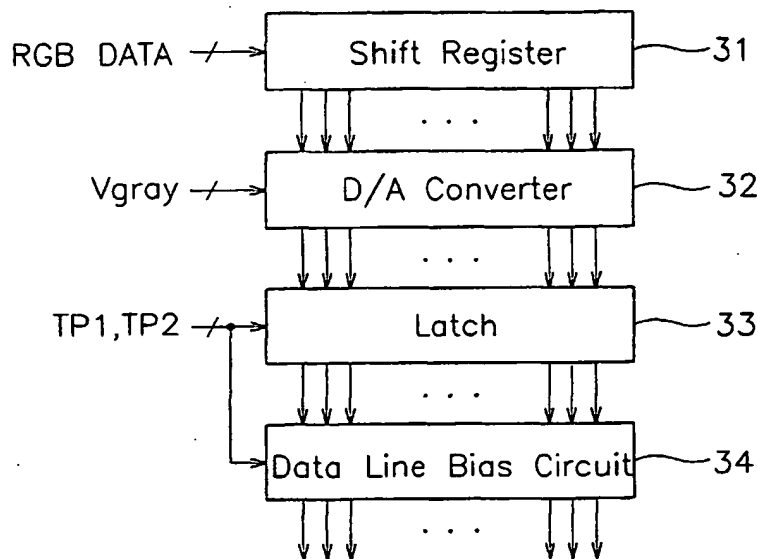 RGB DATA Shift Register 31
. . .
Vgray D/A Converter 32
. . .
TP1,TP2 Latch 33
. . .
Data Line Bias Circuit 34
. . .